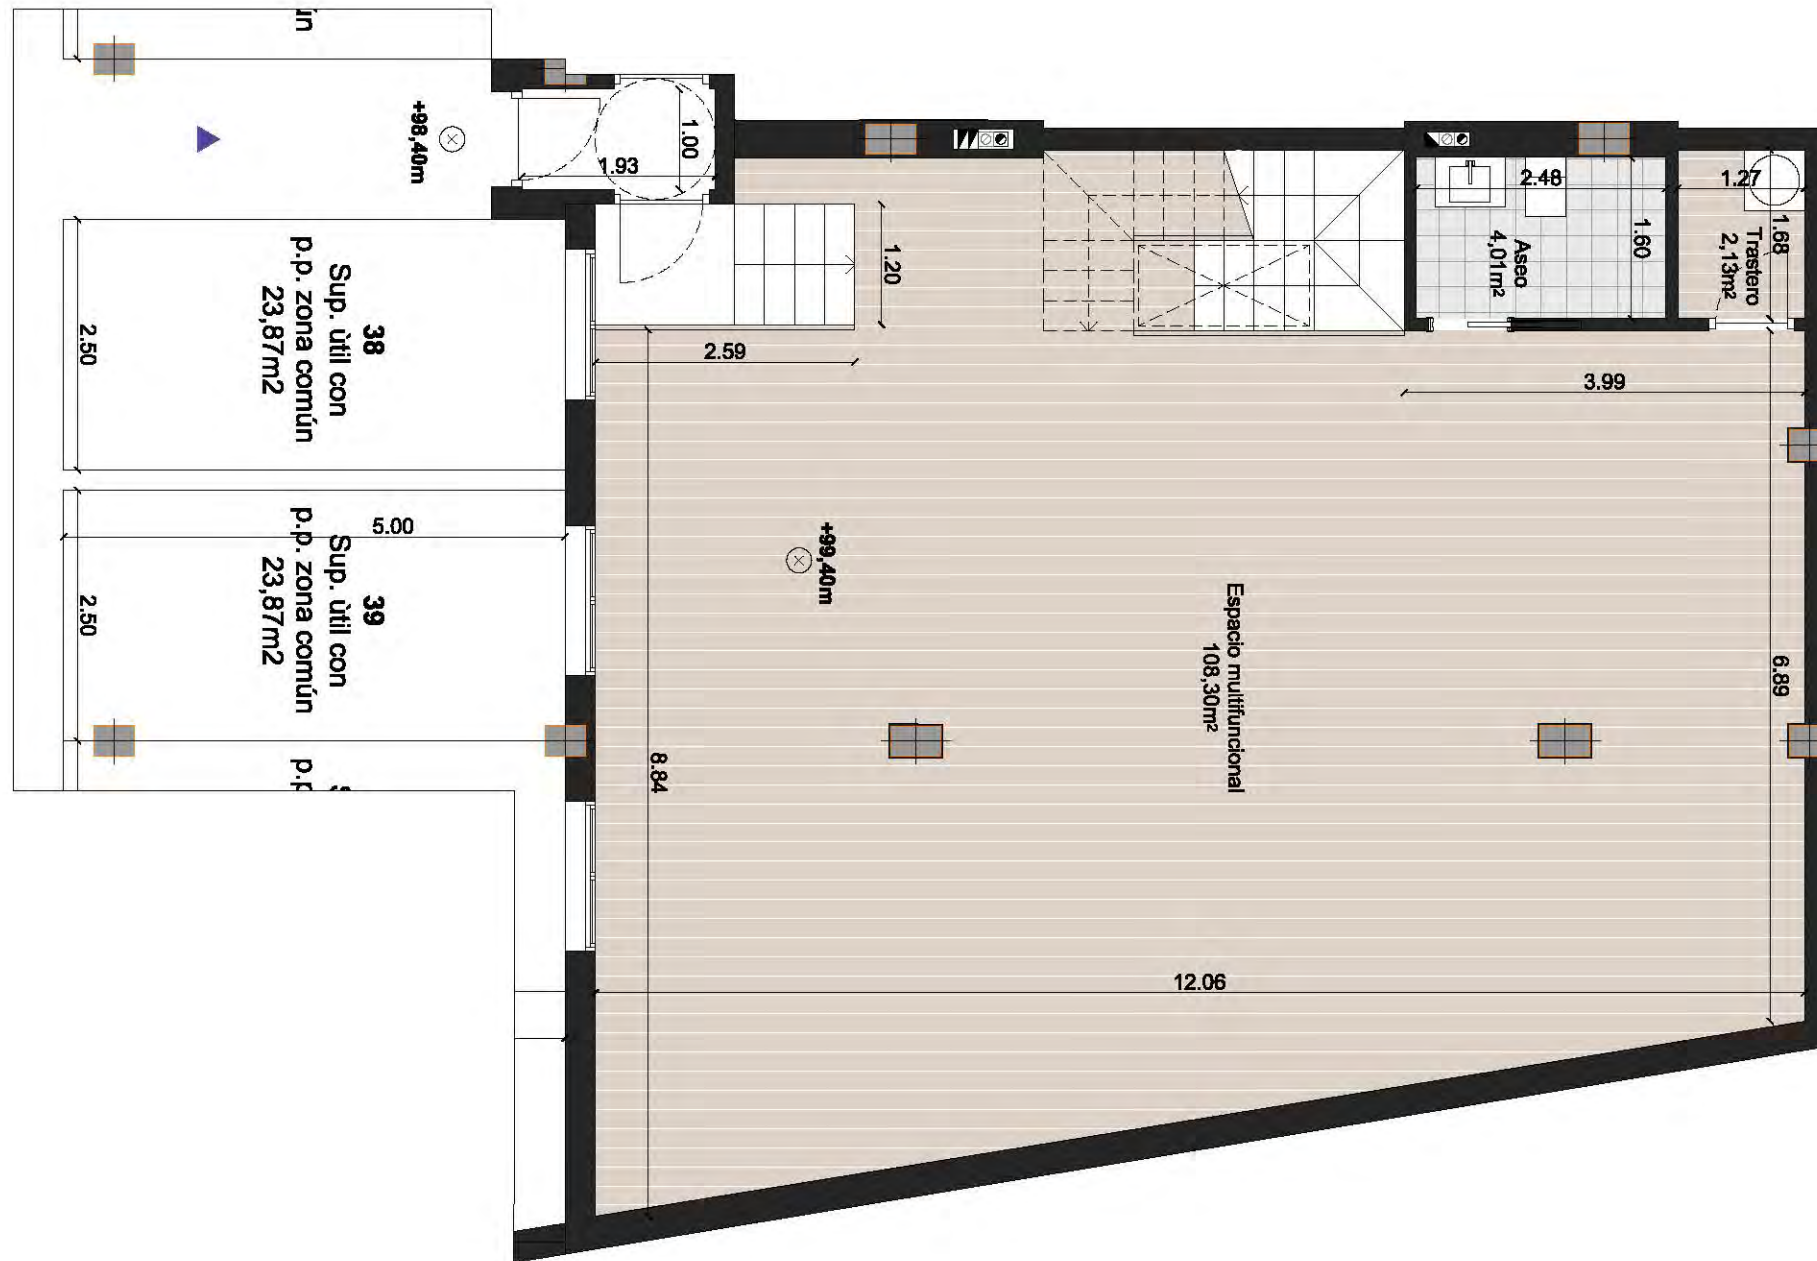 ún
+98,40m
1.00
1.93
1.20
2.59
2.48
1.60
Aseo
4,01m²
1.27
1.68
Trastero
2,13m²
3.99
38
Sup. útil con
p.p. zona común
23,87m2
2.50
39
Sup. ùtil con
p.p. zona común
23,87m2
2.50
5.00
+99,40m
Espacio multifuncional
108,30m²
6.89
8.84
12.06
p.p